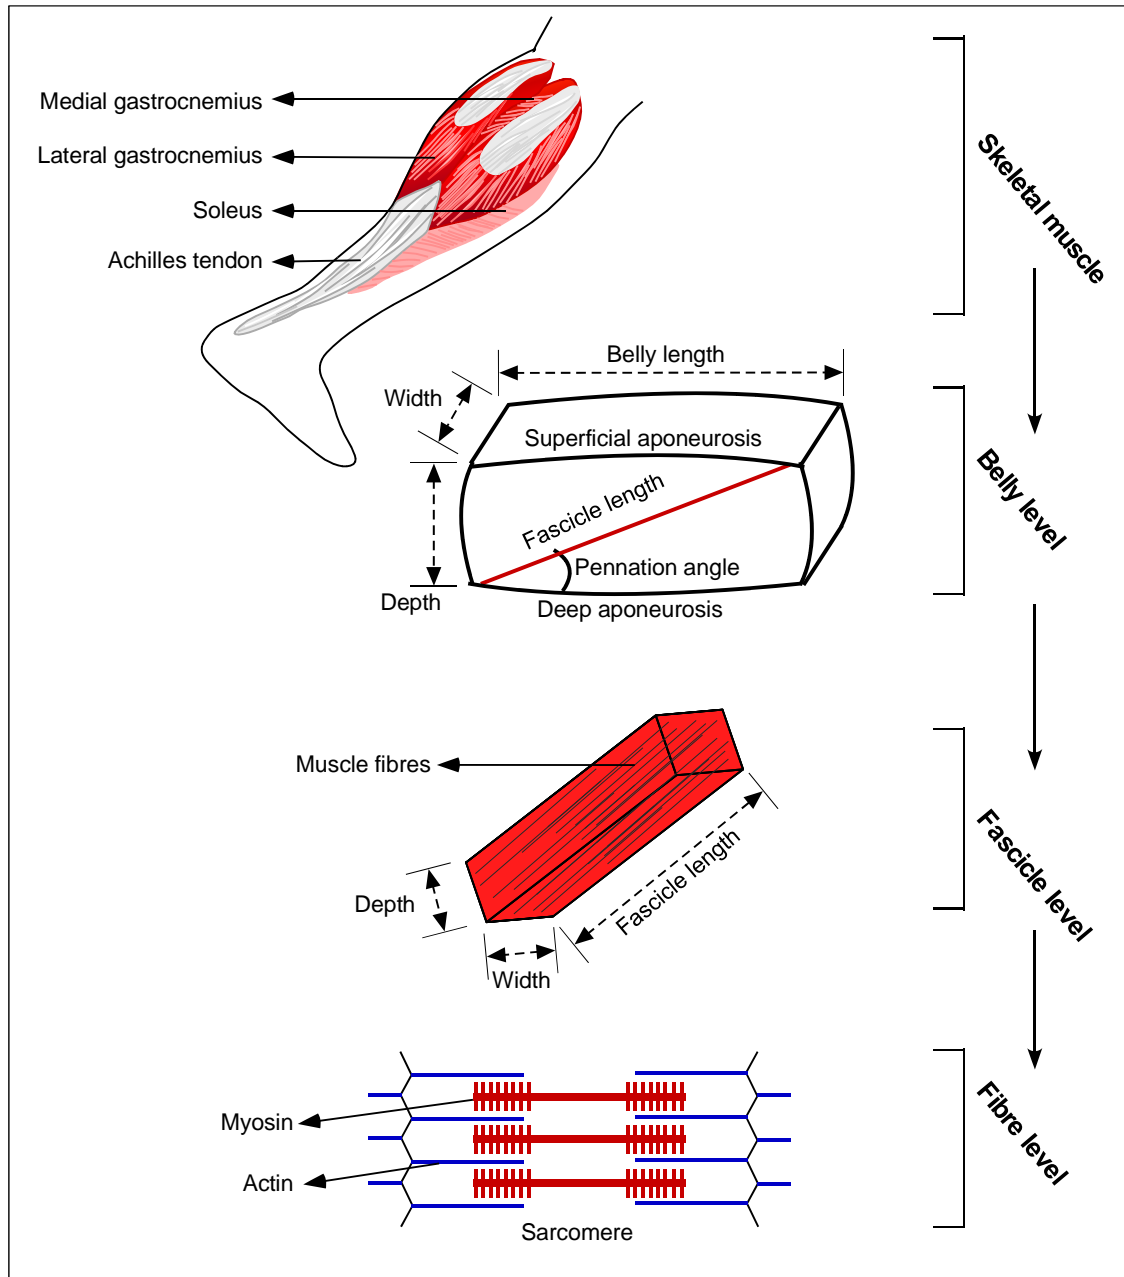 Medial gastrocnemius
Lateral gastrocnemius
Soleus
Achilles tendon
Skeletal muscle
Belly length
Width
Superficial aponeurosis
Fascicle length
Pennation angle
Depth
Deep aponeurosis
Belly level
Muscle fibres
Fascicle length
Depth
Width
Fascicle level
Myosin
Actin
Sarcomere
Fibre level